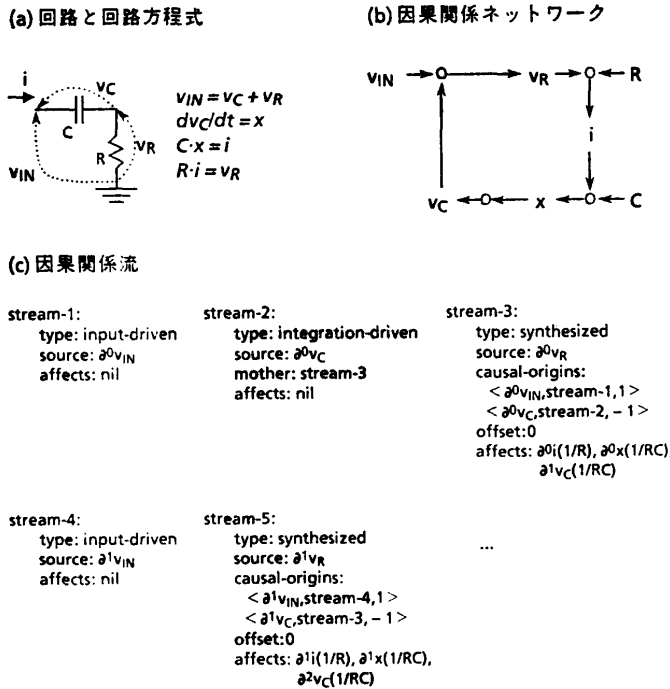 (a) 回路と回路方程式
i
vC
C
R
vR
vIN
vIN = vC + vR
dvC/dt = x
C·x = i
R·i = vR
(b) 因果関係ネットワーク
vIN
vR
R
i
vC
x
C
(c) 因果関係流
stream-1:
type: input-driven
source: ∂⁰vIN
affects: nil
stream-2:
type: integration-driven
source: ∂⁰vC
mother: stream-3
affects: nil
stream-3:
type: synthesized
source: ∂⁰vR
causal-origins:
<∂⁰vIN,stream-1,1>
<∂⁰vC,stream-2,-1>
offset:0
affects: ∂⁰i(1/R), ∂⁰x(1/RC)
∂¹vC(1/RC)
stream-4:
type: input-driven
source: ∂¹vIN
affects: nil
stream-5:
type: synthesized
source: ∂¹vR
causal-origins:
<∂¹vIN,stream-4,1>
<∂¹vC,stream-3,-1>
offset:0
affects: ∂¹i(1/R), ∂¹x(1/RC),
∂²vC(1/RC)
...